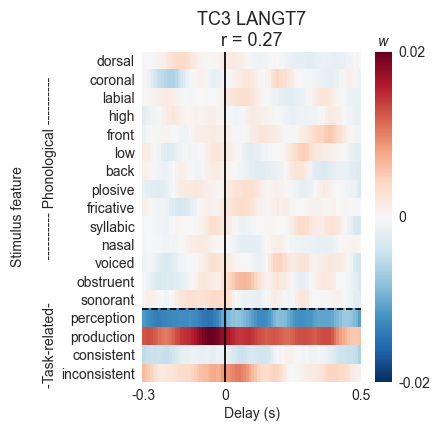 TC3 LANGT7
r = 0.27
w
Stimulus feature
---------- Phonological ----------
-Task-related-
dorsal
coronal
labial
high
front
low
back
plosive
fricative
syllabic
nasal
voiced
obstruent
sonorant
perception
production
consistent
inconsistent
-0.3
0
0.5
Delay (s)
0.02
0
-0.02